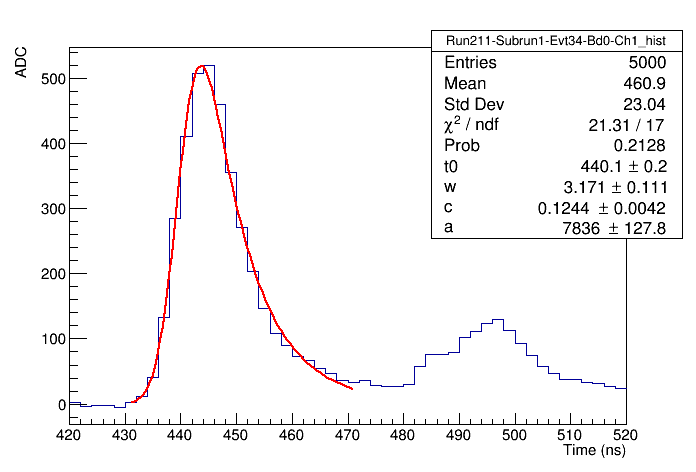 Run211-Subrun1-Evt34-Bd0-Ch1_hist
Entries 5000
Mean 460.9
Std Dev 23.04
χ² / ndf 21.31 / 17
Prob 0.2128
t0 440.1 ± 0.2
w 3.171 ± 0.111
c 0.1244 ± 0.0042
a 7836 ± 127.8
ADC
500
400
300
200
100
0
420 430 440 450 460 470 480 490 500 510 520
Time (ns)